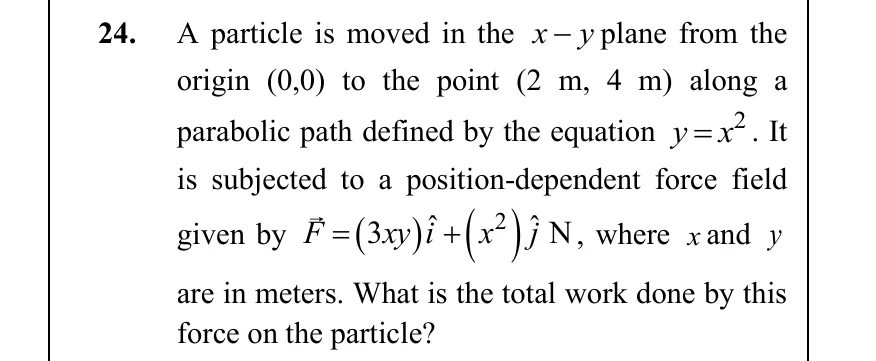 24. A particle is moved in the x − y plane from the
origin (0,0) to the point (2 m, 4 m) along a
parabolic path defined by the equation y = x². It
is subjected to a position-dependent force field
given by F⃗ = (3xy)î + (x²)ĵ N, where x and y
are in meters. What is the total work done by this
force on the particle?